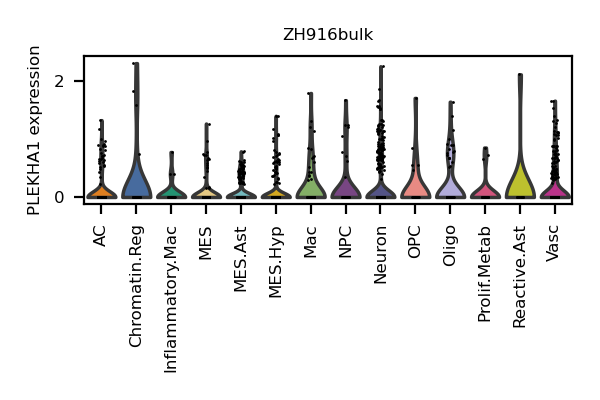 ZH916bulk
PLEKHA1 expression
2
0
AC
Chromatin.Reg
Inflammatory.Mac
MES
MES.Ast
MES.Hyp
Mac
NPC
Neuron
OPC
Oligo
Prolif.Metab
Reactive.Ast
Vasc